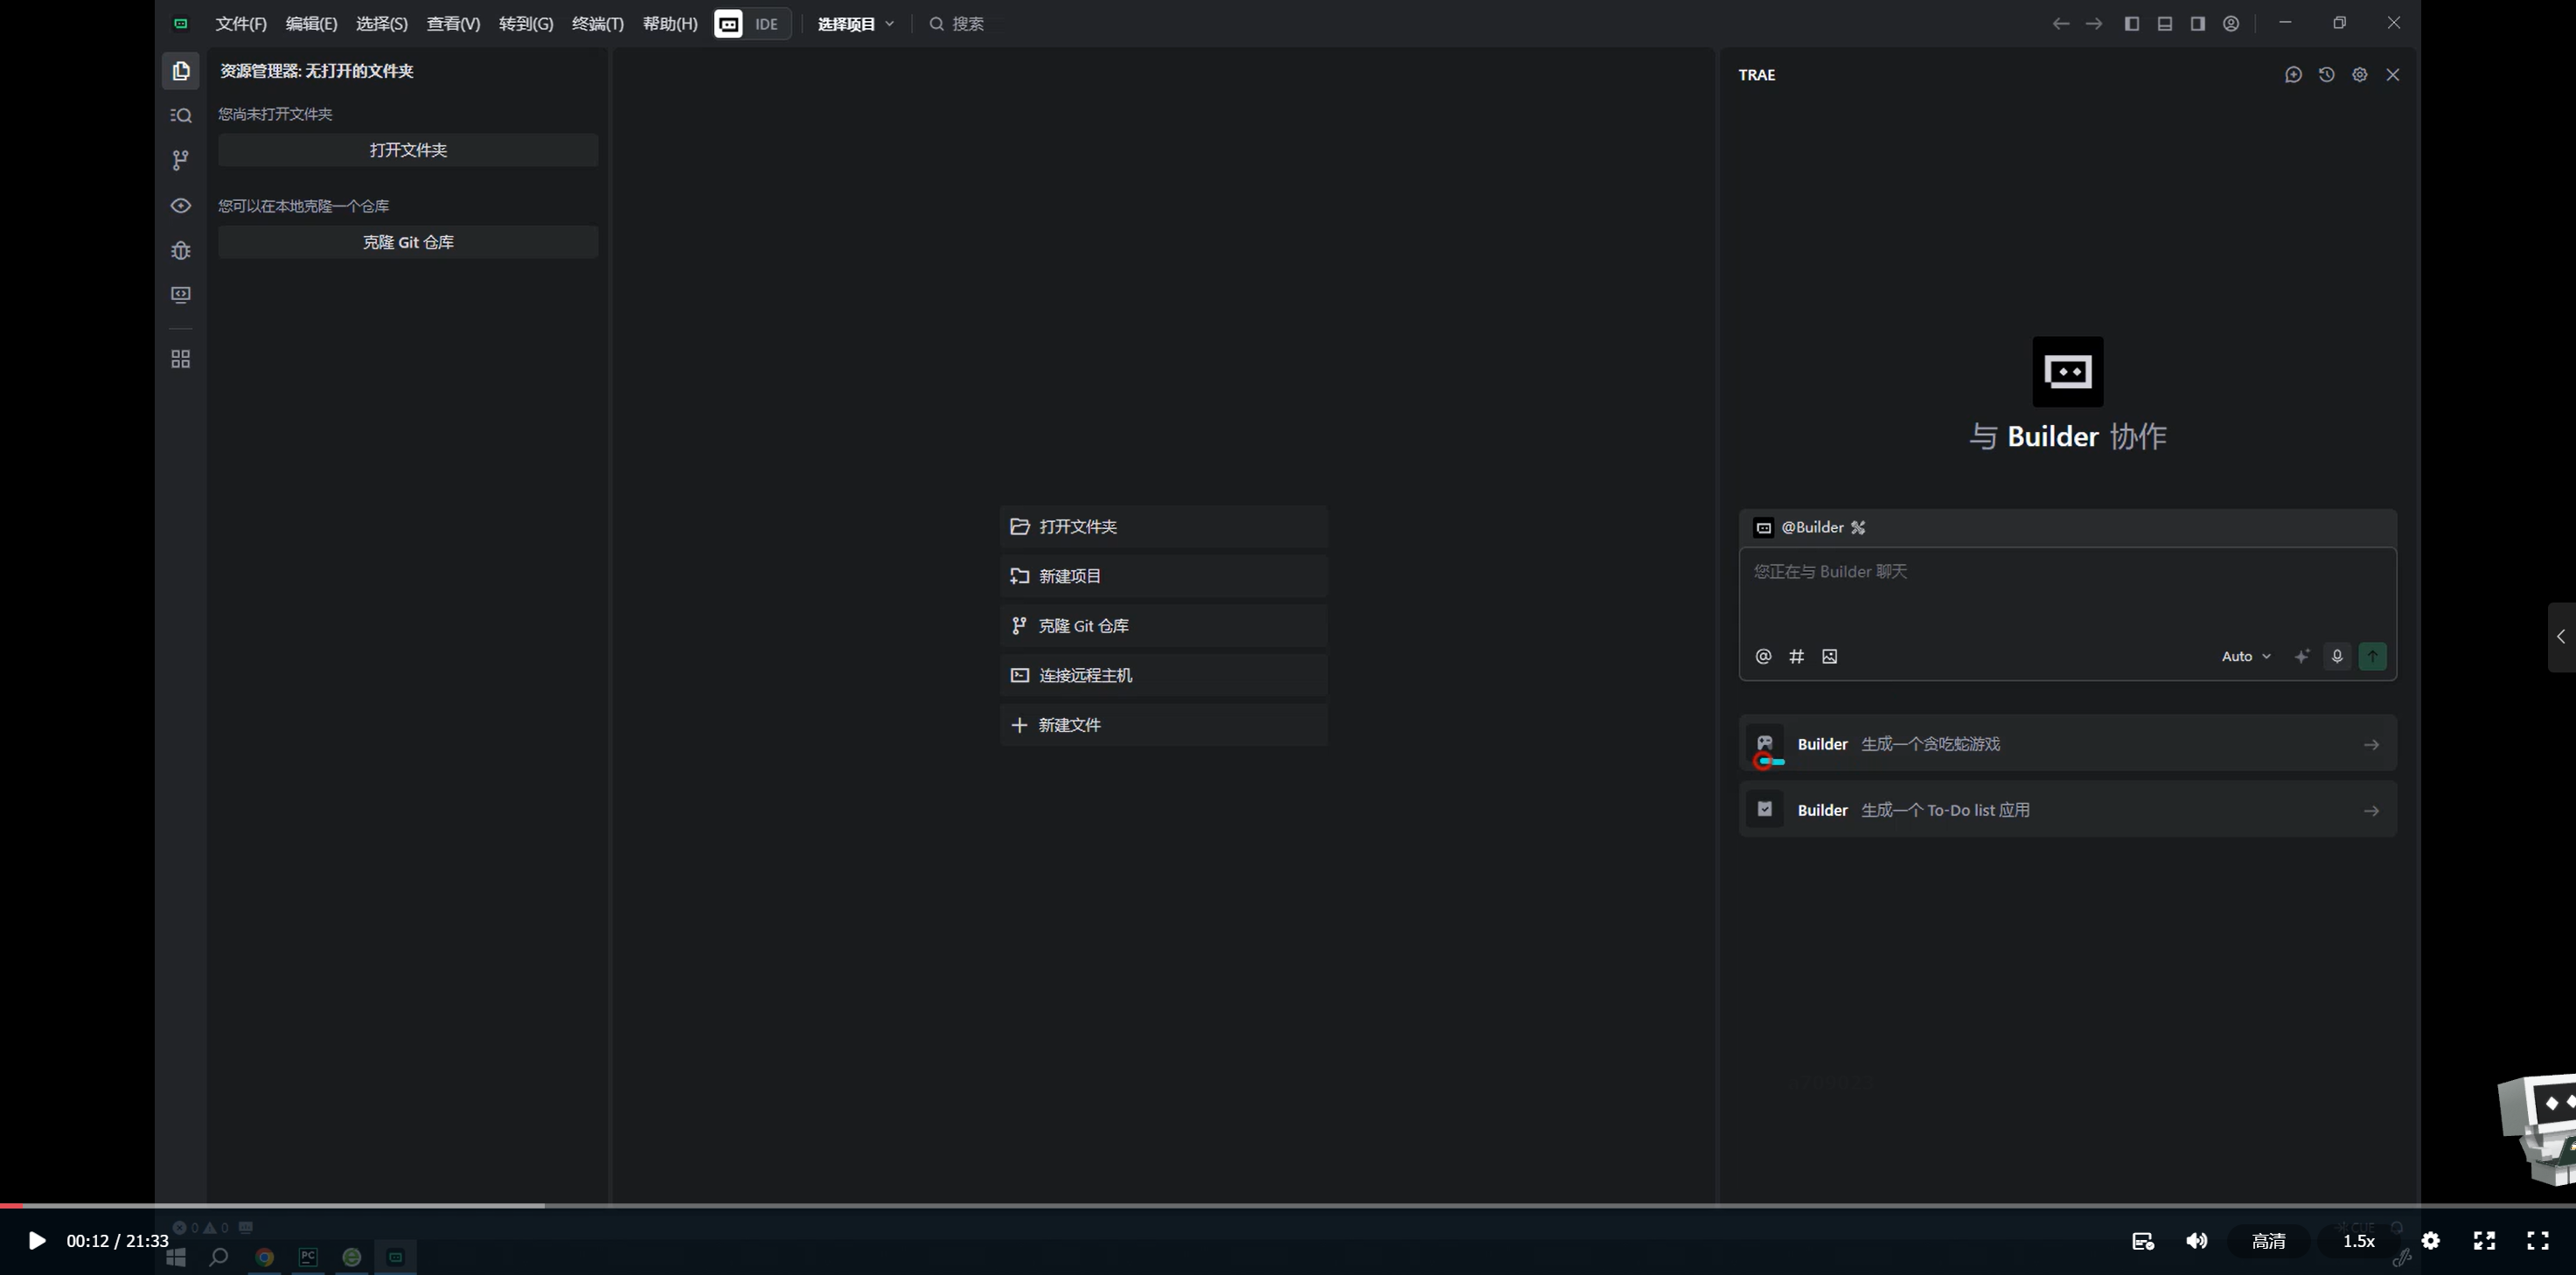 文件(F) 编辑(E) 选择(S) 查看(V) 转到(G) 终端(T) 帮助(H) IDE 选择项目 搜索
资源管理器: 无打开的文件夹
您尚未打开文件夹
打开文件夹
您可以在本地克隆一个仓库
克隆 Git 仓库
打开文件夹
新建项目
克隆 Git 仓库
连接远程主机
新建文件
TRAE
与 Builder 协作
@Builder
您正在与 Builder 聊天
Auto
Builder 生成一个贪吃蛇游戏
Builder 生成一个 To-Do list 应用
0 0
CUE
00:12 / 21:33
高清
1.5x
PC